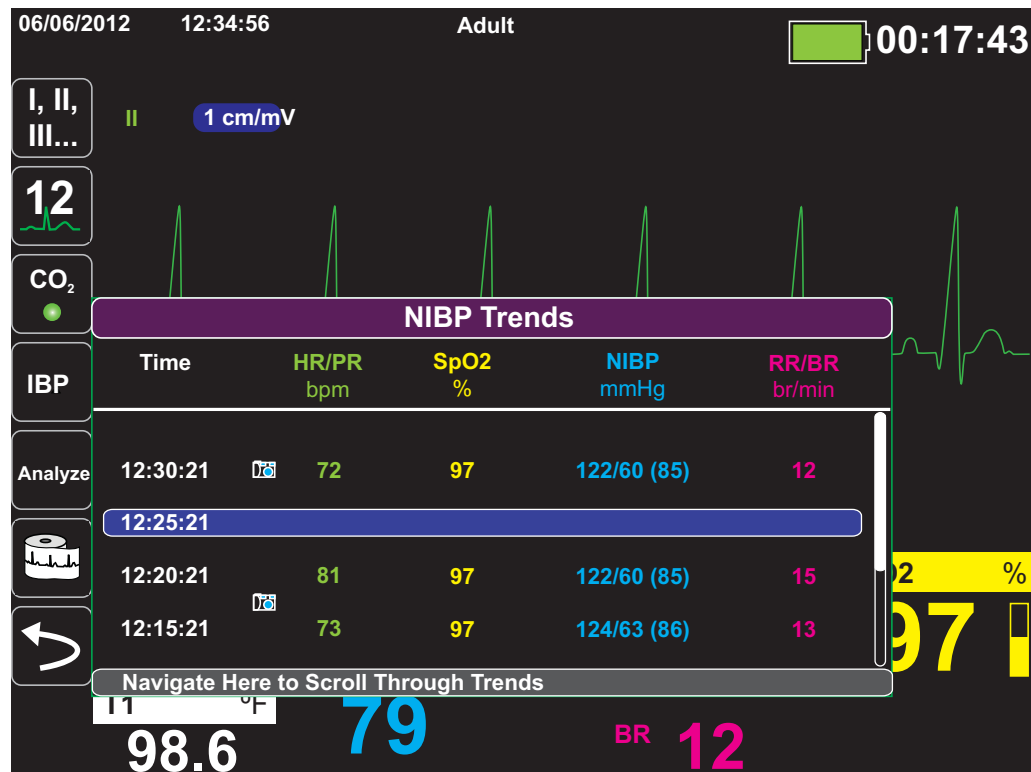 06/06/2012 12:34:56 Adult 00:17:43
I, II,
III...
II 1 cm/mV
12
CO2
NIBP Trends
Time HR/PR SpO2 NIBP RR/BR
bpm % mmHg br/min
IBP
Analyze
12:30:21 72 97 122/60 (85) 12
12:25:21
12:20:21 81 97 122/60 (85) 15
12:15:21 73 97 124/63 (86) 13
2 %
97
Navigate Here to Scroll Through Trends
T1 °F
98.6
79
BR 12